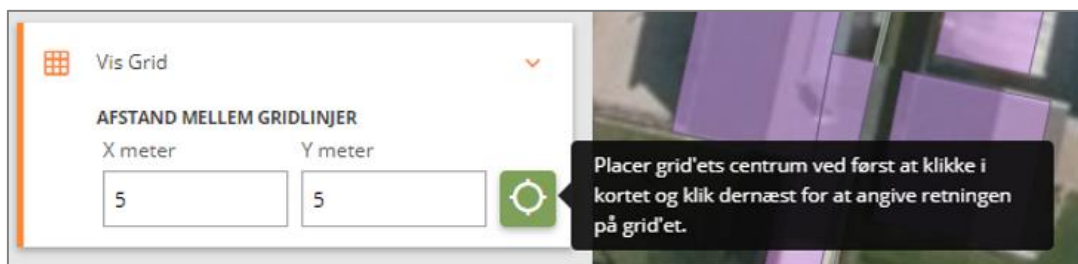 Vis Grid
AFSTAND MELLEM GRIDLINJER
X meter
Y meter
5
5
Placer grid'ets centrum ved først at klikke i
kortet og klik dernæst for at angive retningen
på grid'et.